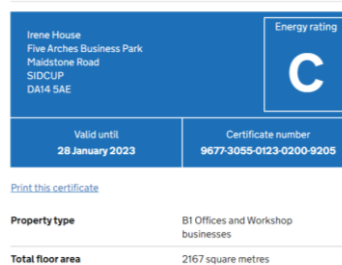 Irene House
Five Arches Business Park
Maidstone Road
SIDCUP
DA14 5AE
Energy rating
C
Valid until
28 January 2023
Certificate number
9677-3055-0123-0200-9205
Print this certificate
Property type
B1 Offices and Workshop
businesses
Total floor area
2167 square metres